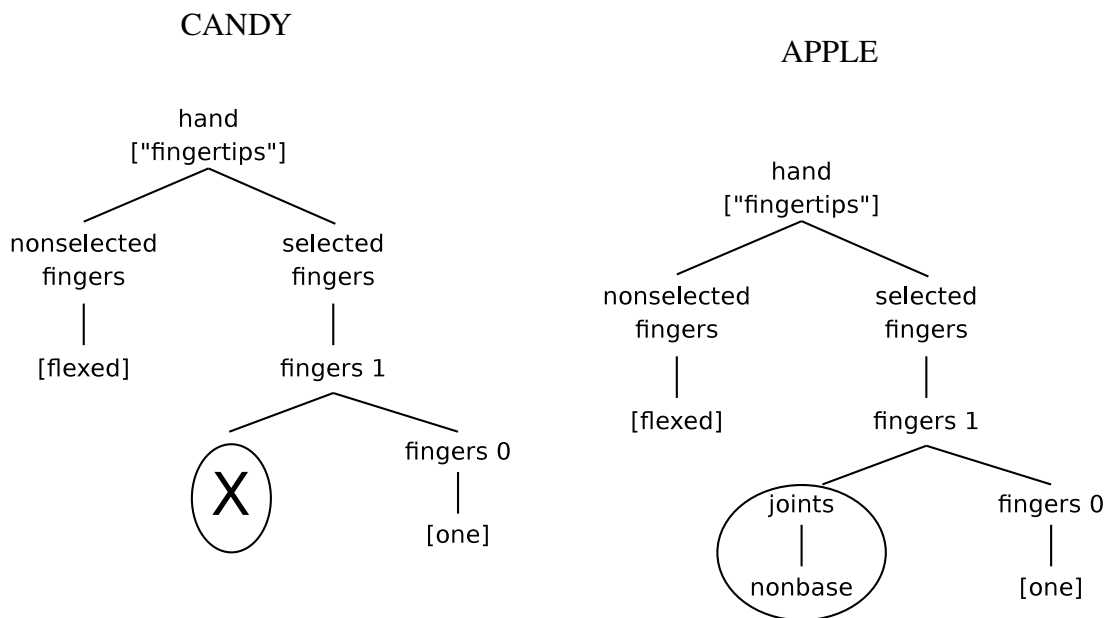 CANDY
hand
["fingertips"]
nonselected
fingers
selected
fingers
[flexed]
fingers 1
X
fingers 0
[one]
APPLE
hand
["fingertips"]
nonselected
fingers
selected
fingers
[flexed]
fingers 1
joints
fingers 0
nonbase
[one]